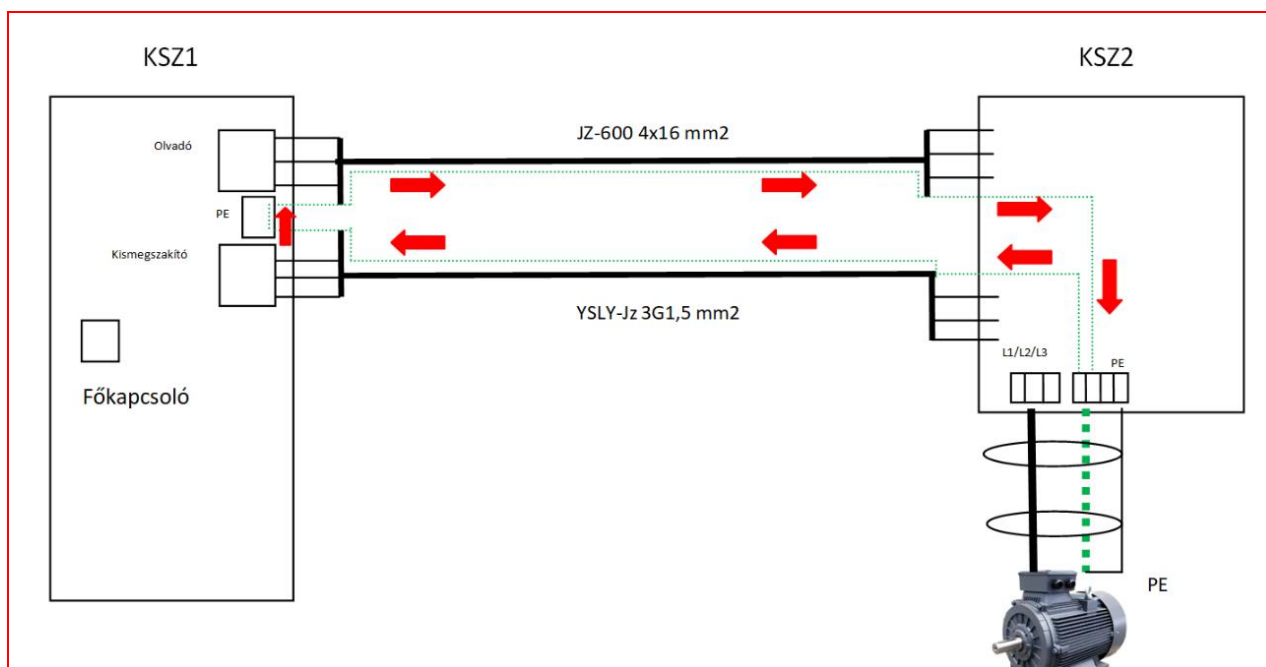 KSZ1
KSZ2
JZ-600 4x16 mm2
Olvadó
PE
Kismegszakító
YSLY-Jz 3G1,5 mm2
L1/L2/L3
PE
Főkapcsoló
PE